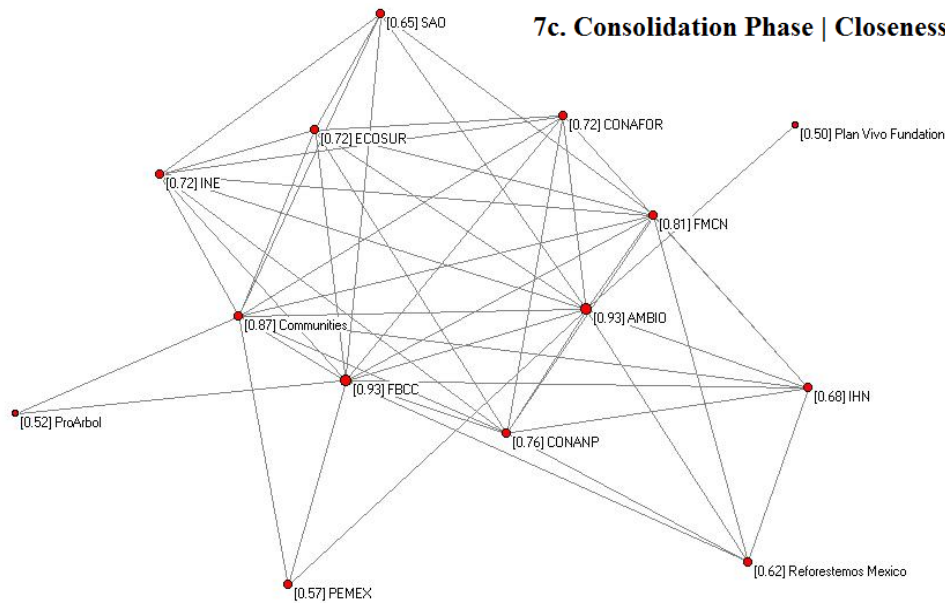 7c. Consolidation Phase | Closeness
[0.65] SAO
[0.72] CONAFOR
[0.50] Plan Vivo Fundation
[0.72] ECOSUR
[0.72] INE
[0.81] FMCN
[0.93] AMBIO
[0.87] Communities
[0.93] FBCC
[0.68] IHN
[0.52] ProArbol
[0.76] CONANP
[0.62] Reforestemos Mexico
[0.57] PEMEX